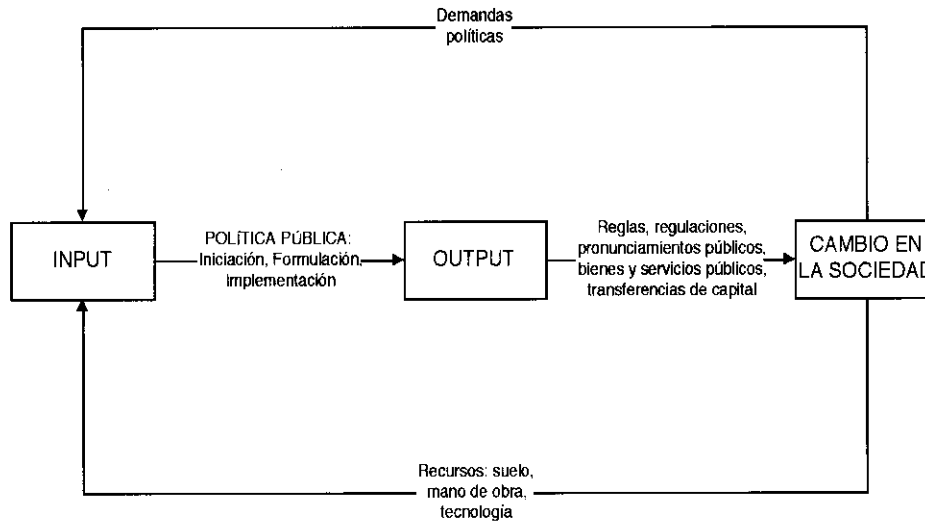 Demandas
políticas
INPUT
POLÍTICA PÚBLICA:
Iniciación, Formulación,
Implementación
OUTPUT
Reglas, regulaciones,
pronunciamientos públicos,
bienes y servicios públicos,
transferencias de capital
CAMBIO EN
LA SOCIEDAD
Recursos: suelo,
mano de obra,
tecnología